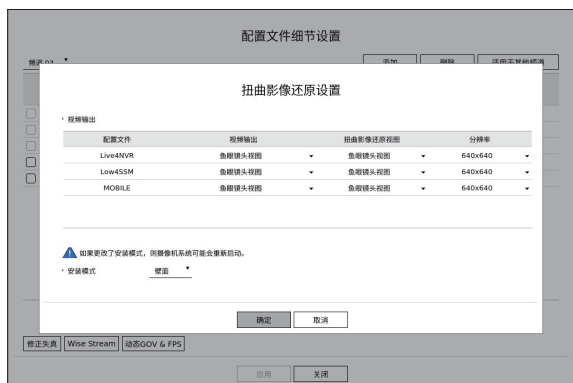 配置文件细节设置
频道 03
添加 删除 适用于其他频道
扭曲影像还原设置
视频输出
配置文件 视频输出 扭曲影像还原视图 分辨率
Live4NVR 鱼眼镜头视图 鱼眼镜头视图 640x640
Low4SSM 鱼眼镜头视图 鱼眼镜头视图 640x640
MOBILE 鱼眼镜头视图 鱼眼镜头视图 640x640
如果更改了安装模式，则摄像机系统可能会重新启动。
安装模式 壁面
确定 取消
修正失真 Wise Stream 动态GOV & FPS
应用 关闭